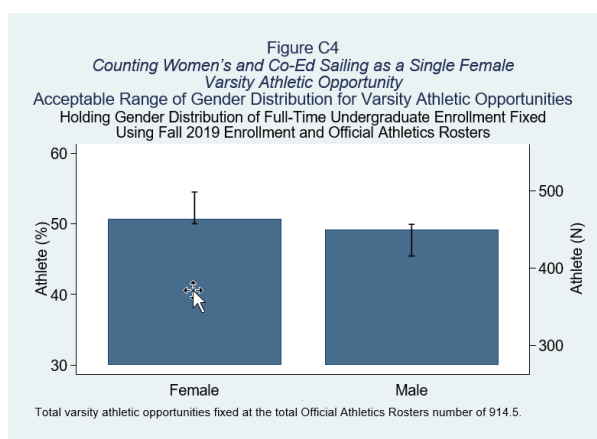 Figure C4
Counting Women's and Co-Ed Sailing as a Single Female
Varsity Athletic Opportunity
Acceptable Range of Gender Distribution for Varsity Athletic Opportunities
Holding Gender Distribution of Full-Time Undergraduate Enrollment Fixed
Using Fall 2019 Enrollment and Official Athletics Rosters
60
50
40
30
Athlete (%)
500
400
300
Athlete (N)
Female
Male
Total varsity athletic opportunities fixed at the total Official Athletics Rosters number of 914.5.